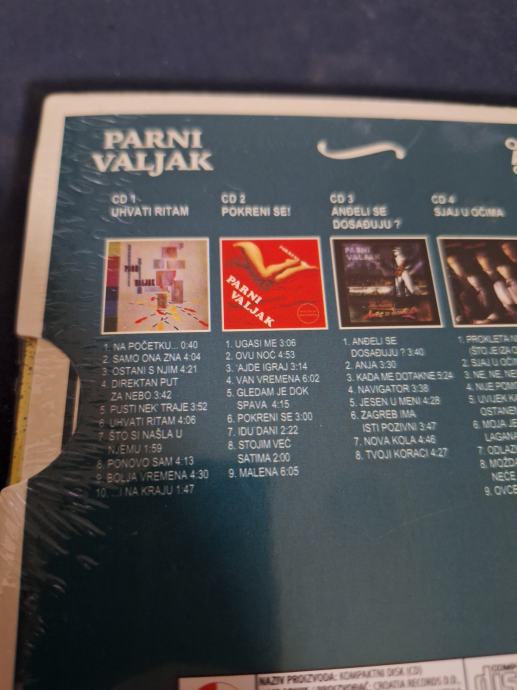 PARNI
VALJAK
CD 1
UHVATI RITAM
1. NA POČETKU... 0:40
2. SAMO ONA ZNA 4:04
3. OSTANI S NJIM 4:21
4. DIREKTAN PUT
ZA NEBO 3:42
5. PUSTI NEK' TRAJE 3:52
6. UHVATI RITAM 4:06
7. ŠTO SI NAŠLA U
NJEMU 1:59
8. PONOVO SAM 4:13
9. BOLJA VREMENA 4:30
10. ...I NA KRAJU 1:47
CD 2
POKRENI SE!
PARNI
VALJAK
1. UGASI ME 3:06
2. OVU NOĆ 4:53
3. 'AJDE IGRAJ 3:14
4. VAN VREMENA 6:02
5. GLEDAM JE DOK
SPAVA 4:15
6. POKRENI SE 3:00
7. IDU DANI 2:22
8. STOJIM VEĆ
SATIMA 2:00
9. MALENA 6:05
CD 3
ANĐELI SE
DOSAĐUJU ?
PARNI
VALJAK
1. ANĐELI SE
DOSAĐUJU ? 3:40
2. ANJA 3:30
3. KADA ME DOTAKNE 5:24
4. NAVIGATOR 3:38
5. JESEN U MENI 4:28
6. ZAGREB IMA
ISTI POZIVNI 3:47
7. NOVA KOLA 4:46
8. TVOJI KORACI 4:27
CD 4
SJAJ U OČIMA
1. PROKLETA
(ŠTO JE IZA
2. SJAJ U OČIM
3. NE, NE, NE
4. NIJE POMO
5. UVIJEK KA
OSTANE
6. MOJA JE
LAGANA
7. ODLAZI
8. MOŽDA
NEĆE
9. OVCE
NAZIV PROIZVODA: KOMPAKTNI DISK (CD)
PROIZVOĐAČ: CROATIA RECORDS D.D.,